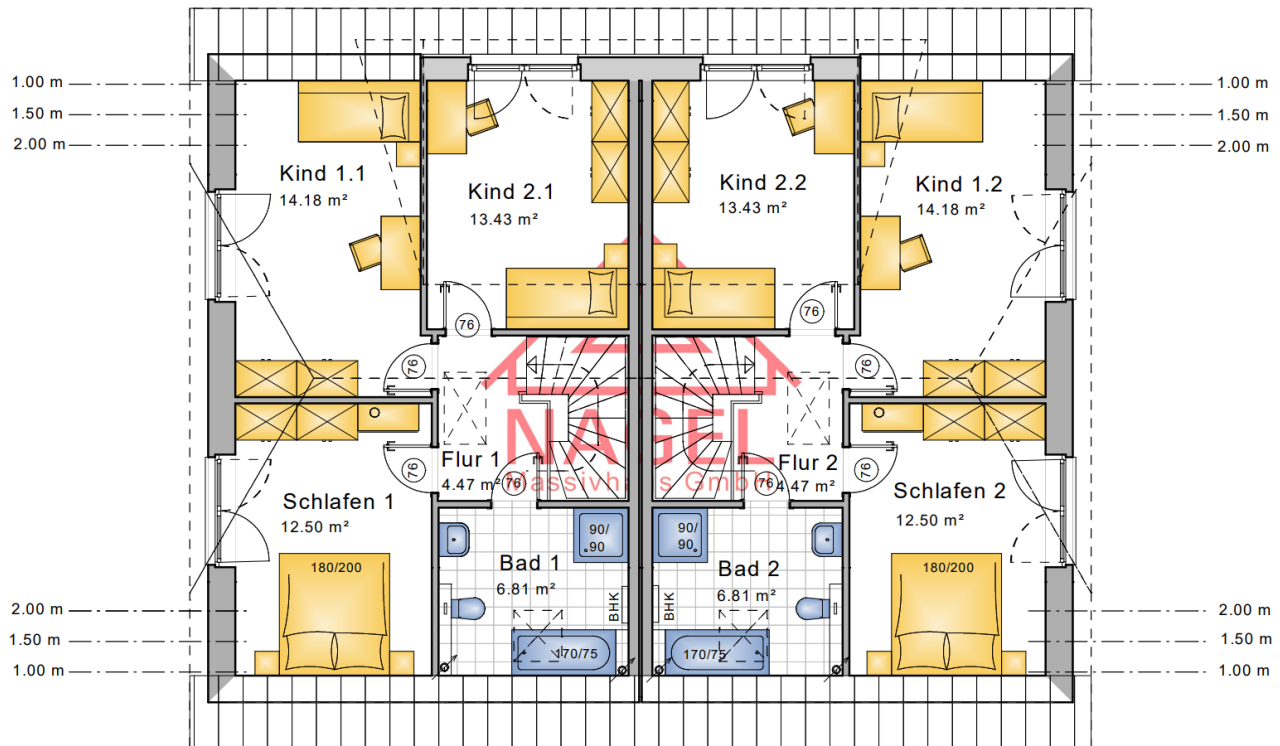 1.00 m
1.50 m
2.00 m
1.00 m
1.50 m
2.00 m
Kind 1.1
14.18 m²
Kind 2.1
13.43 m²
Kind 2.2
13.43 m²
Kind 1.2
14.18 m²
76
76
76
76
NAGEL
Massivhaus GmbH
Flur 1
4.47 m²
Flur 2
4.47 m²
76
76
76
76
Schlafen 1
12.50 m²
Schlafen 2
12.50 m²
90/
90
90/
90
Bad 1
6.81 m²
Bad 2
6.81 m²
180/200
180/200
BHK
BHK
170/75
170/75
2.00 m
1.50 m
1.00 m
2.00 m
1.50 m
1.00 m